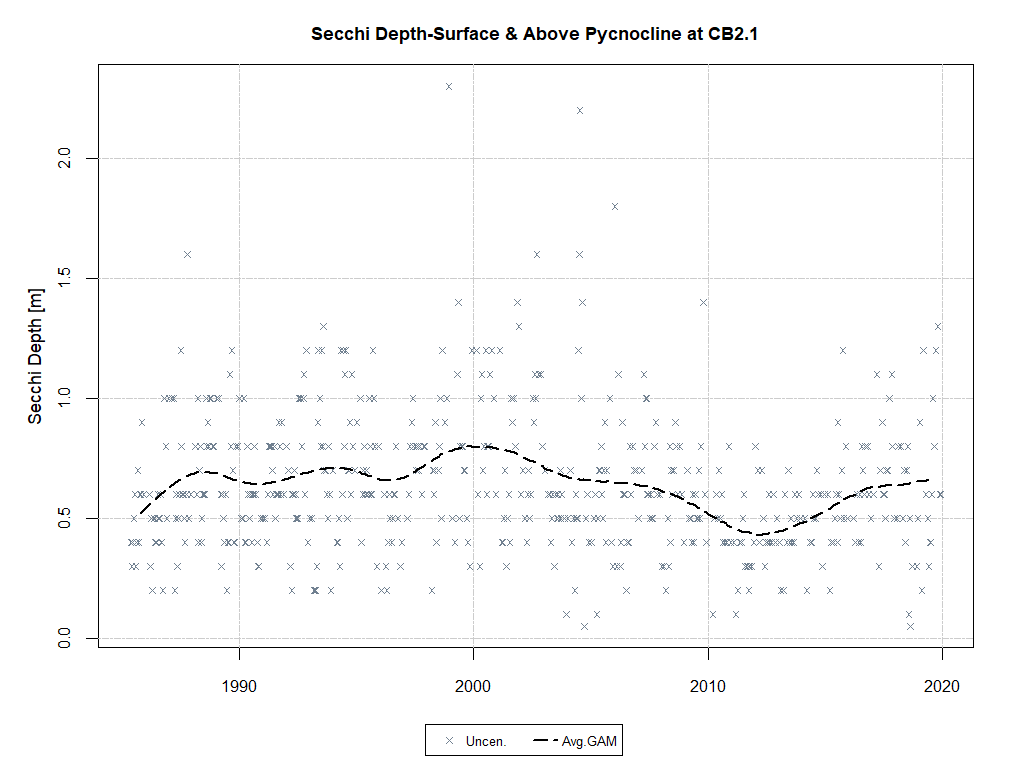 Secchi Depth-Surface & Above Pycnocline at CB2.1
Secchi Depth [m]
2.0
1.5
1.0
0.5
0.0
1990 2000 2010 2020
Uncen. Avg.GAM